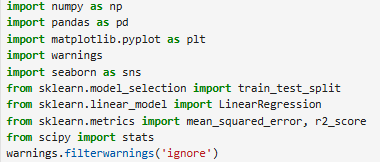 import numpy as np
import pandas as pd
import matplotlib.pyplot as plt
import warnings
import seaborn as sns
from sklearn.model_selection import train_test_split
from sklearn.linear_model import LinearRegression
from sklearn.metrics import mean_squared_error, r2_score
from scipy import stats
warnings.filterwarnings('ignore')